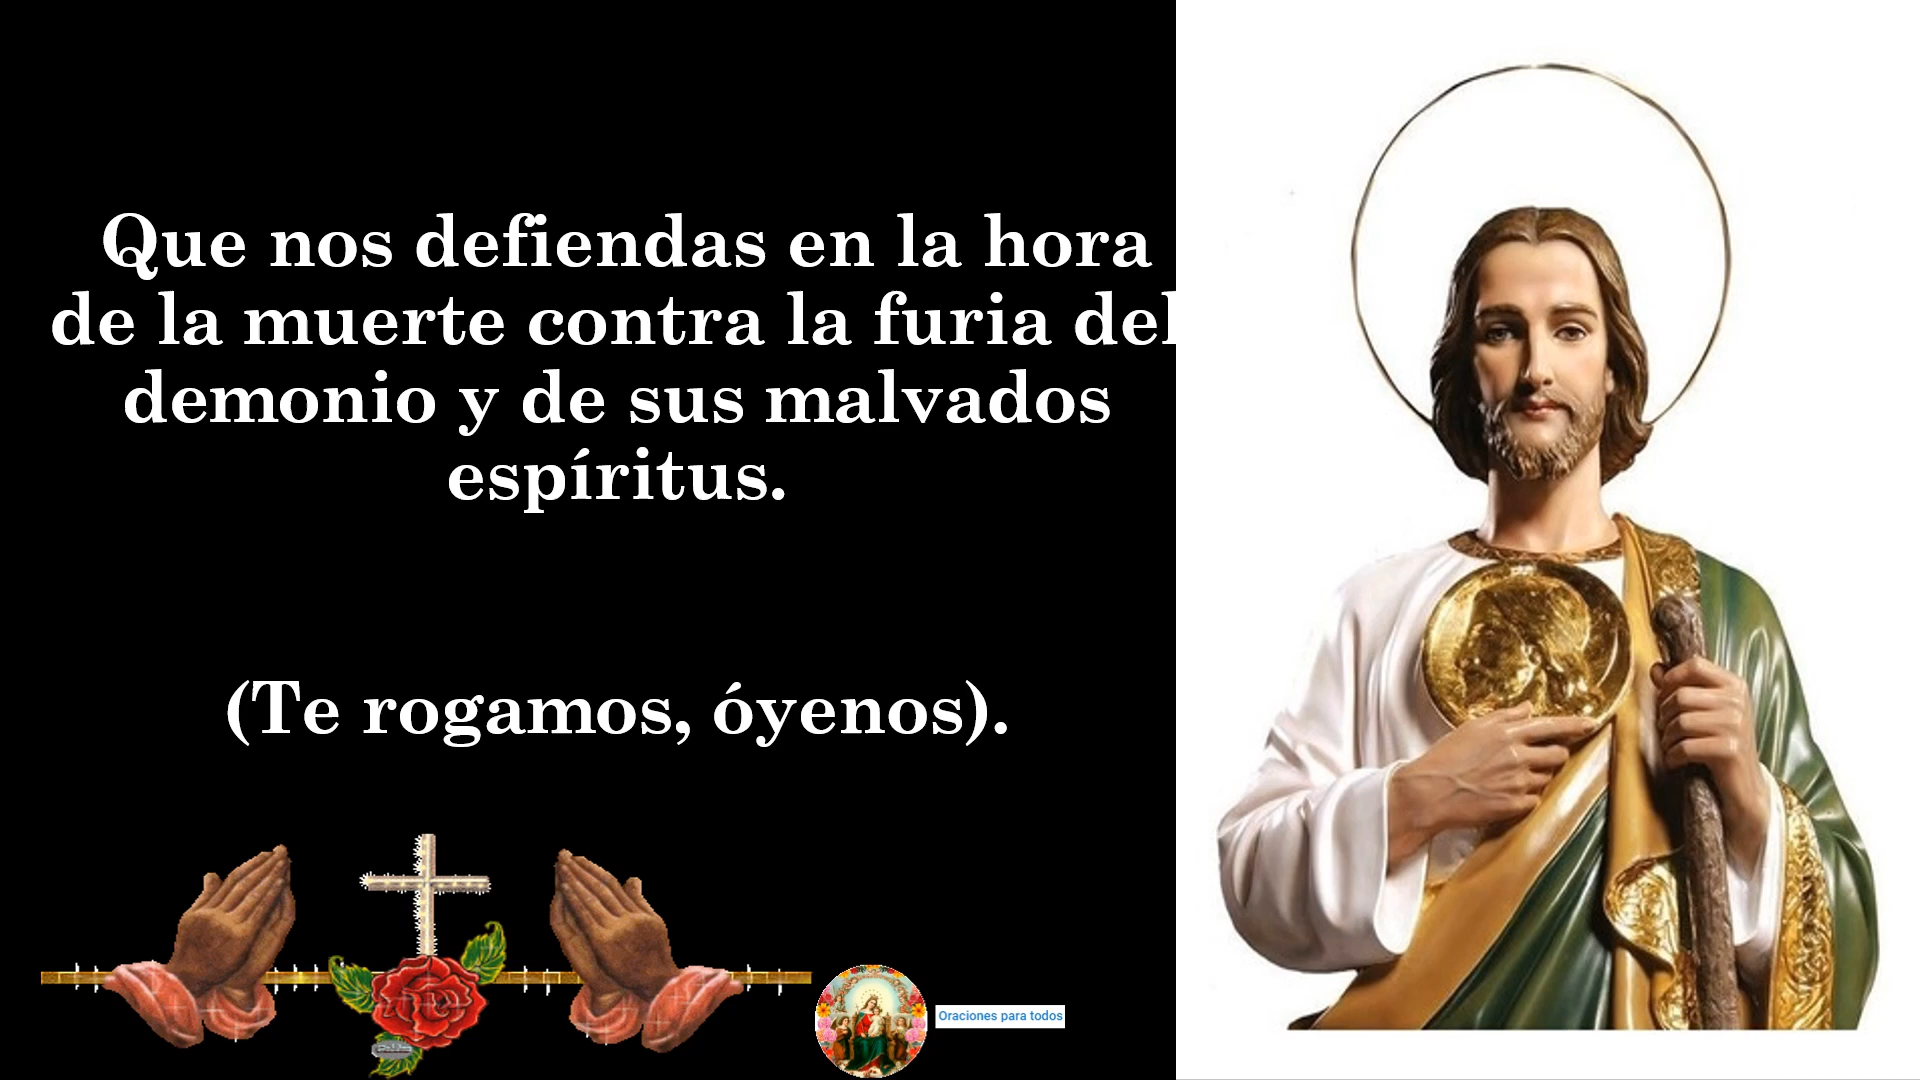 Que nos defiendas en la hora
de la muerte contra la furia del
demonio y de sus malvados
espíritus.
(Te rogamos, óyenos).
Oraciones para todos